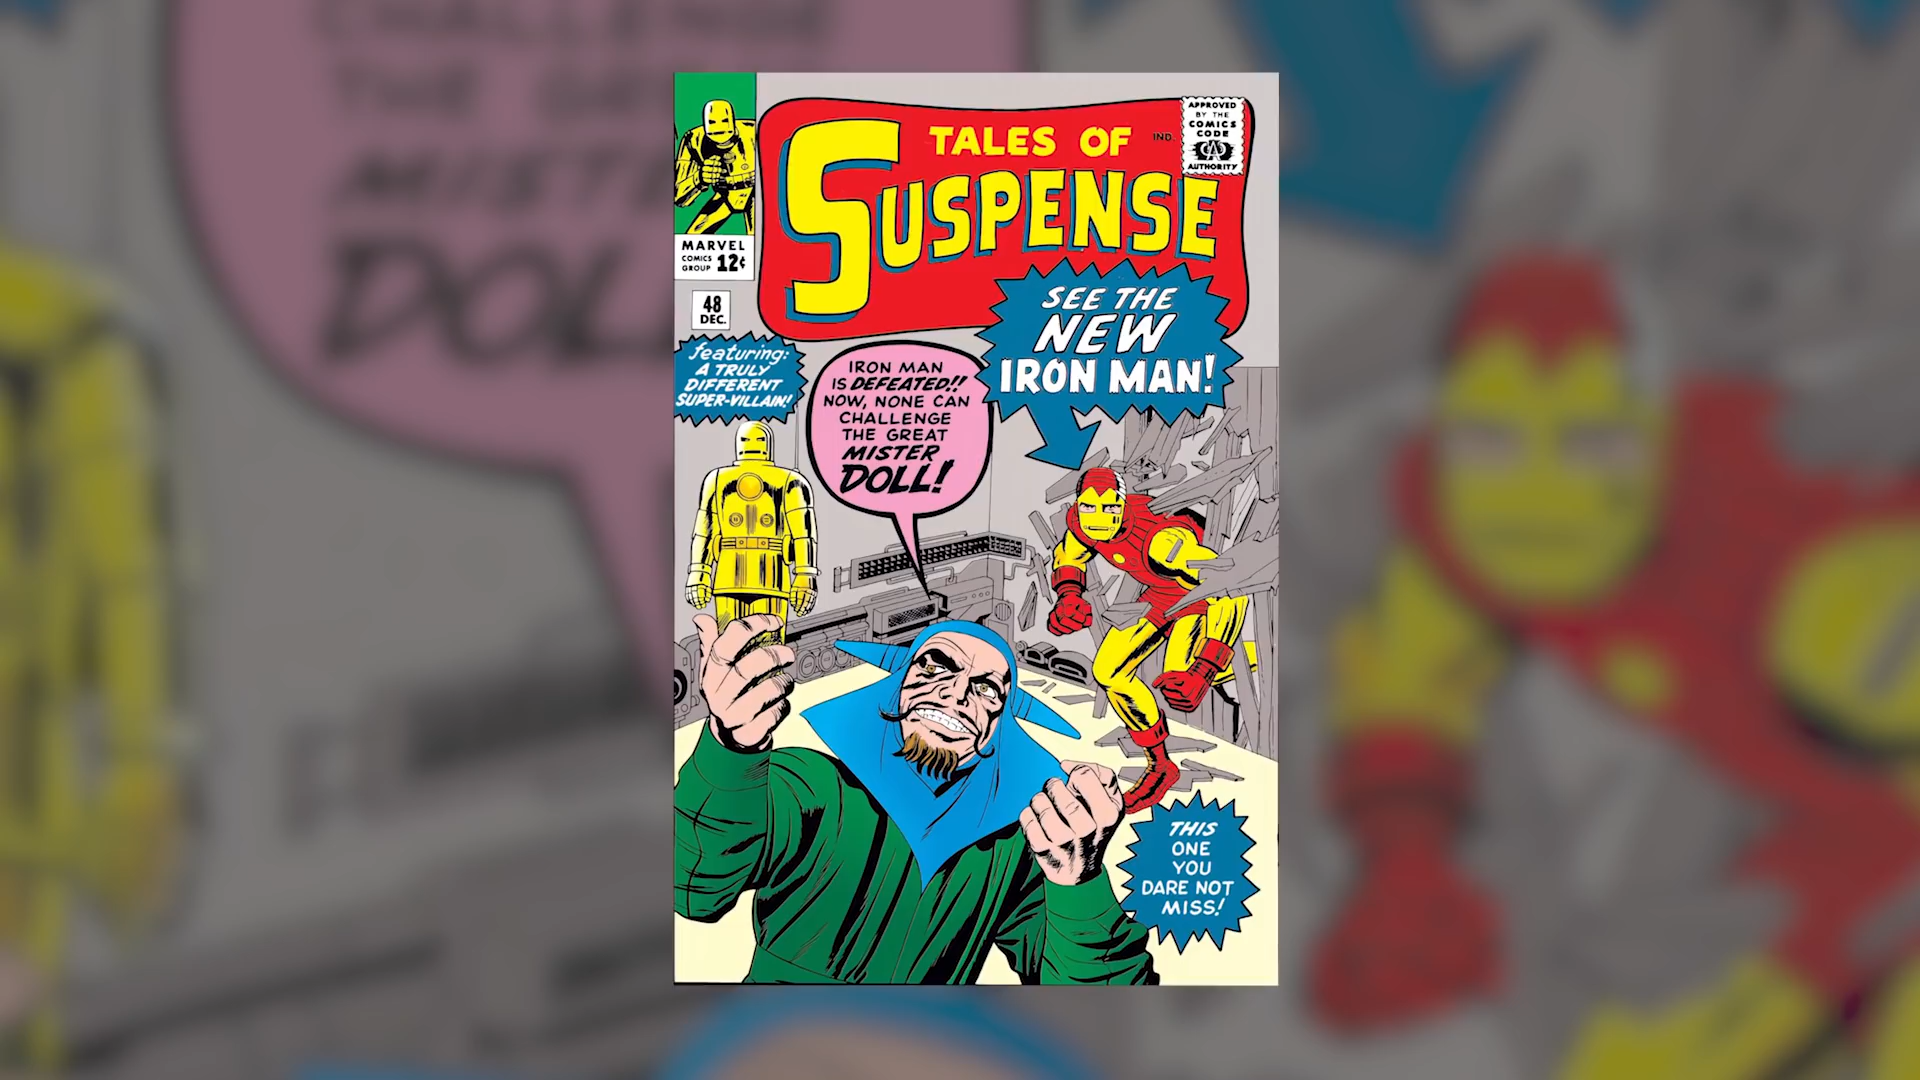 TALES OF
SUSPENSE
IND.
APPROVED
BY THE
COMICS
CODE
CA
AUTHORITY
MARVEL
COMICS
GROUP 12¢
48
DEC.
SEE THE
NEW
IRON MAN!
featuring:
A TRULY
DIFFERENT
SUPER-VILLAIN!
IRON MAN
IS DEFEATED!!
NOW, NONE CAN
CHALLENGE
THE GREAT
MISTER
DOLL!
THIS
ONE
YOU
DARE NOT
MISS!